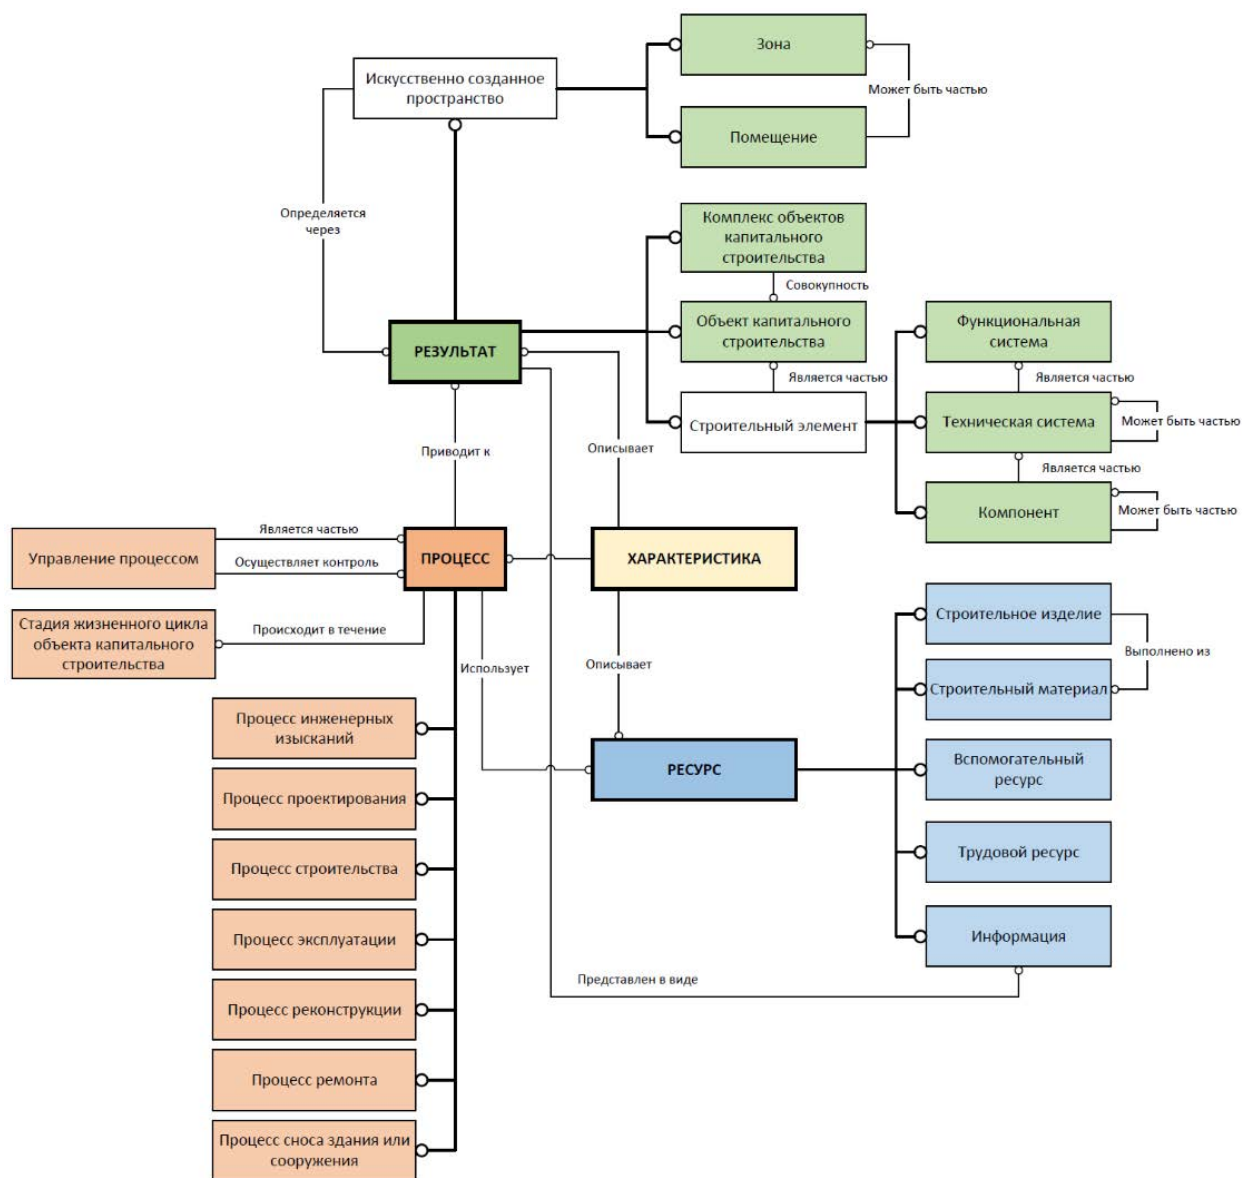 Зона
Искусственно созданное
пространство
Может быть частью
Помещение
Определяется
через
Комплекс объектов
капитального
строительства
Совокупность
Объект капитального
строительства
Функциональная
система
РЕЗУЛЬТАТ
Является частью
Является частью
Строительный элемент
Техническая система
Может быть частью
Приводит к
Описывает
Является частью
Компонент
Может быть частью
Является частью
Управление процессом
Осуществляет контроль
ПРОЦЕСС
ХАРАКТЕРИСТИКА
Стадия жизненного цикла
объекта капитального
строительства
Происходит в течение
Строительное изделие
Выполнено из
Использует
Описывает
Строительный материал
Процесс инженерных
изысканий
РЕСУРС
Вспомогательный
ресурс
Процесс проектирования
Трудовой ресурс
Процесс строительства
Процесс эксплуатации
Информация
Представлен в виде
Процесс реконструкции
Процесс ремонта
Процесс сноса здания или
сооружения